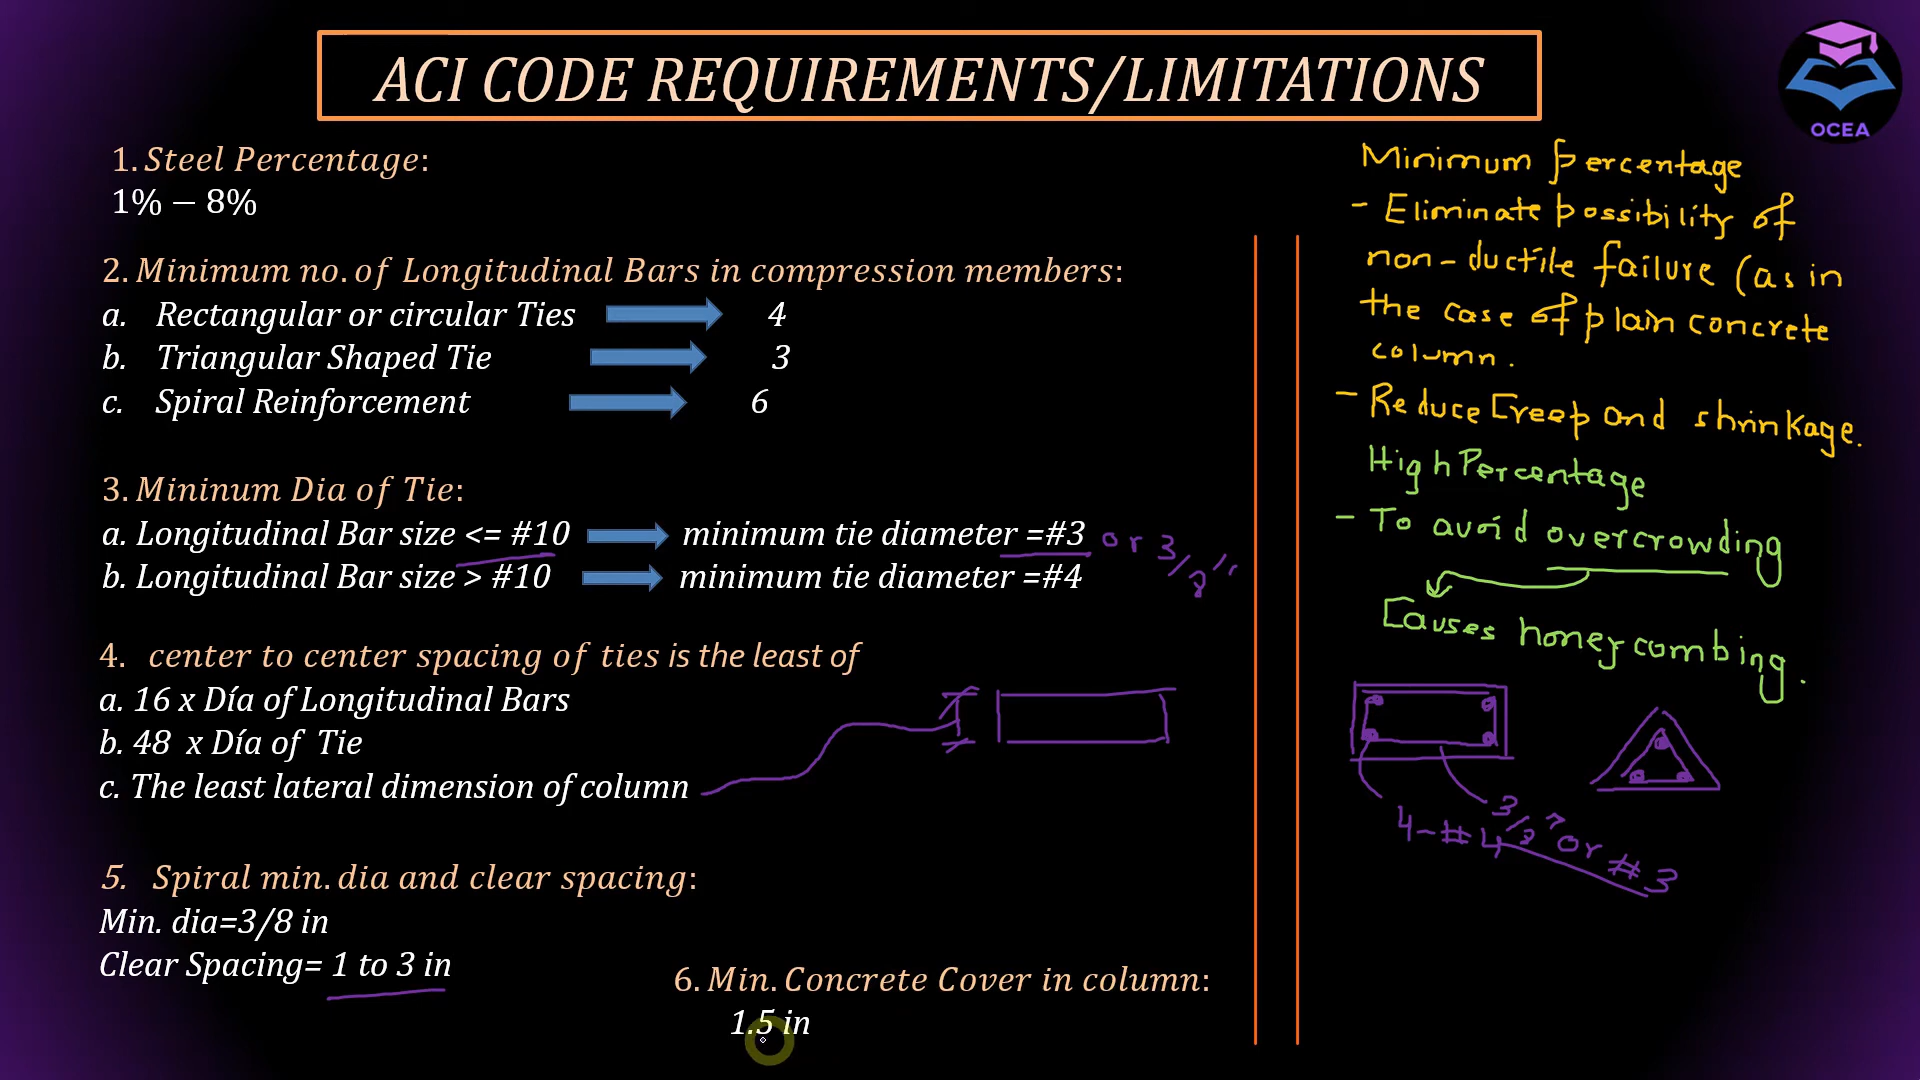 ACI CODE REQUIREMENTS/LIMITATIONS
OCEA
1. Steel Percentage:
1% – 8%
2. Minimum no. of Longitudinal Bars in compression members:
a. Rectangular or circular Ties 4
b. Triangular Shaped Tie 3
c. Spiral Reinforcement 6
3. Mininum Dia of Tie:
a. Longitudinal Bar size <= #10 minimum tie diameter =#3 or 3/8"
b. Longitudinal Bar size > #10 minimum tie diameter =#4
4. center to center spacing of ties is the least of
a. 16 x Día of Longitudinal Bars
b. 48 x Día of Tie
c. The least lateral dimension of column
5. Spiral min. dia and clear spacing:
Min. dia=3/8 in
Clear Spacing= 1 to 3 in
6. Min. Concrete Cover in column:
1.5 in
Minimum percentage
- Eliminate possibility of
non-ductile failure (as in
the case of plain concrete
column.
- Reduce Creep and shrinkage.
High Percentage
- To avoid overcrowding
Causes honey combing.
3/8" or #3
4-#4